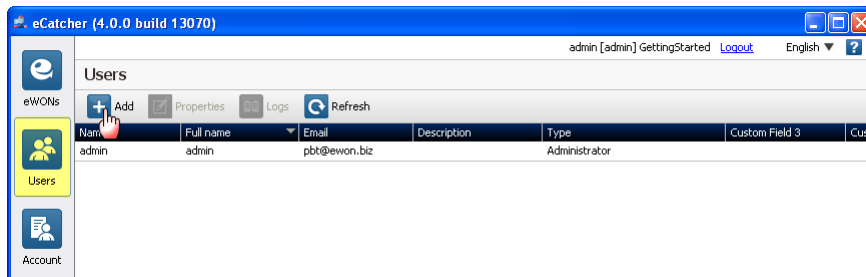 eCatcher (4.0.0 build 13070)
admin [admin] GettingStarted Logout English ?
Users
eWONs
Add Properties Logs Refresh
Full name Email Description Type Custom Field 3
admin admin pbt@ewon.biz Administrator
Users
Account